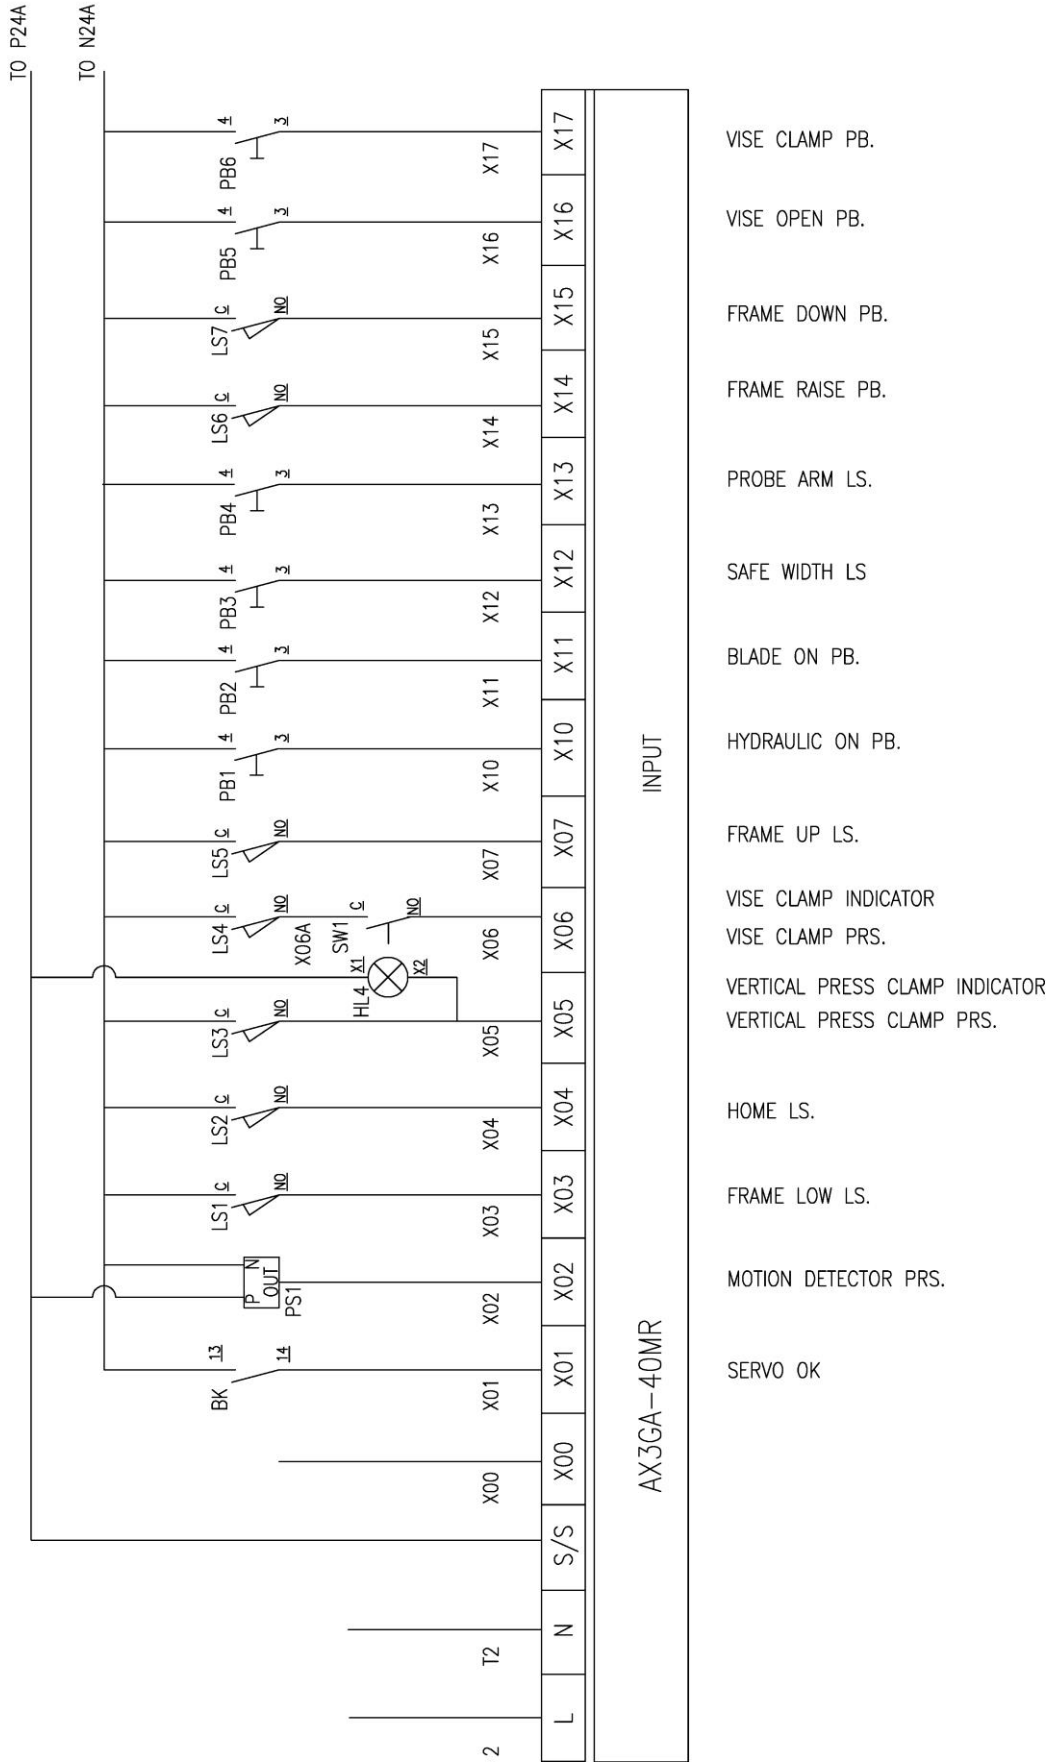 TO P24A
TO N24A
4
3
PB6
X17
X17
VISE CLAMP PB.
4
3
PB5
X16
X16
VISE OPEN PB.
C
NO
LS7
X15
X15
FRAME DOWN PB.
C
NO
LS6
X14
X14
FRAME RAISE PB.
4
3
PB4
X13
X13
PROBE ARM LS.
4
3
PB3
X12
X12
SAFE WIDTH LS
4
3
PB2
X11
X11
BLADE ON PB.
4
3
PB1
X10
X10
HYDRAULIC ON PB.
INPUT
C
NO
LS5
X07
X07
FRAME UP LS.
C
NO
LS4
X06A
SW1
C
NO
X06
X06
VISE CLAMP INDICATOR
VISE CLAMP PRS.
X1
X2
HL4
VERTICAL PRESS CLAMP INDICATOR
C
NO
LS3
X05
X05
VERTICAL PRESS CLAMP PRS.
C
NO
LS2
X04
X04
HOME LS.
C
NO
LS1
X03
X03
FRAME LOW LS.
P
N
OUT
PS1
X02
X02
MOTION DETECTOR PRS.
13
14
BK
X01
X01
SERVO OK
AX3GA-40MR
X00
X00
S/S
T2
N
2
L